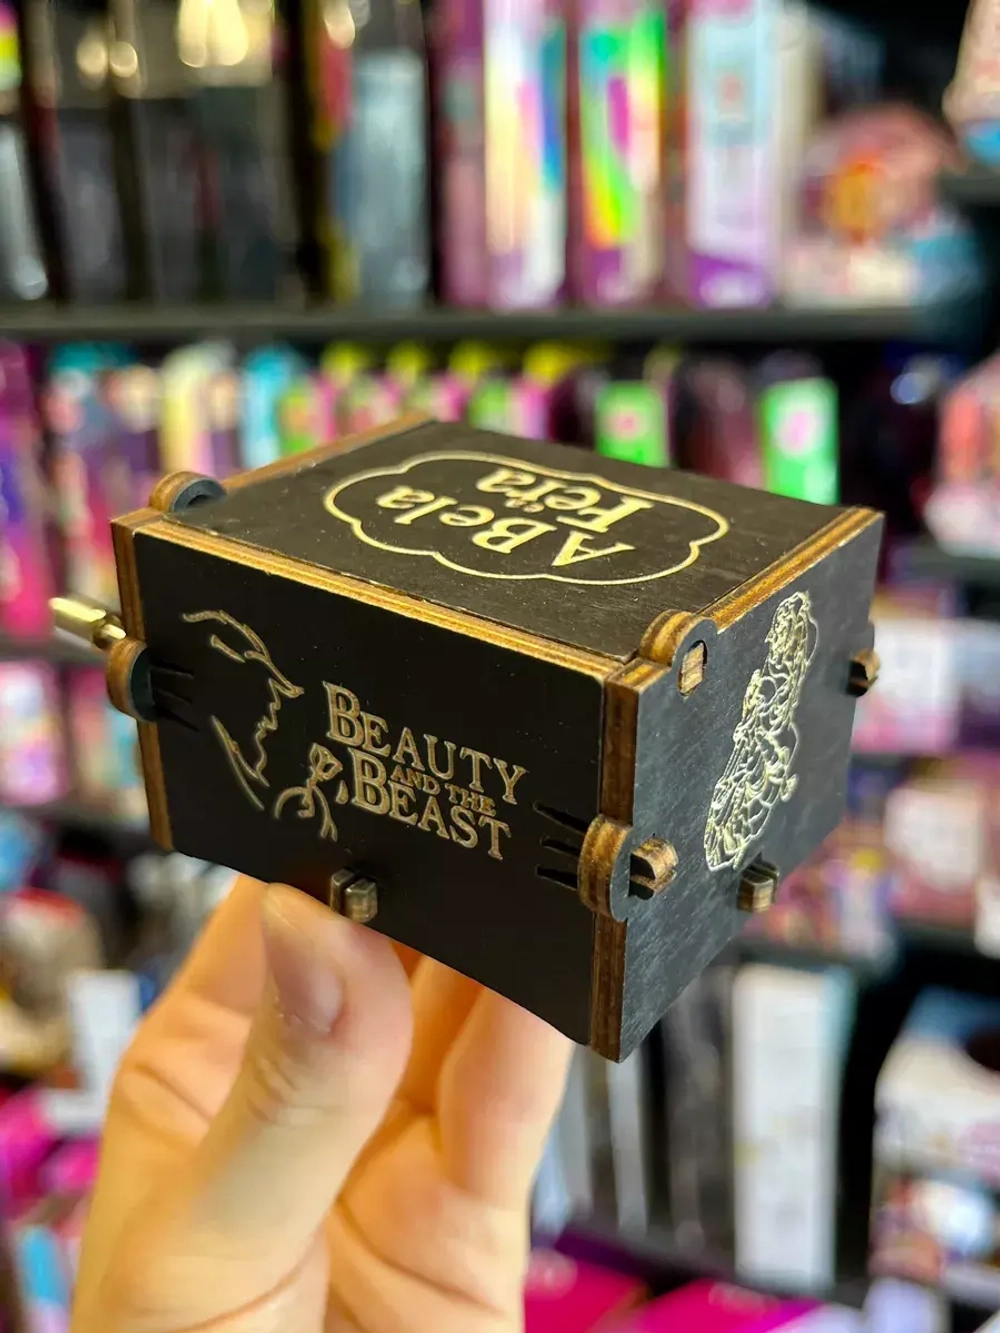 A Bela
e a
Fera
BEAUTY
AND THE
BEAST